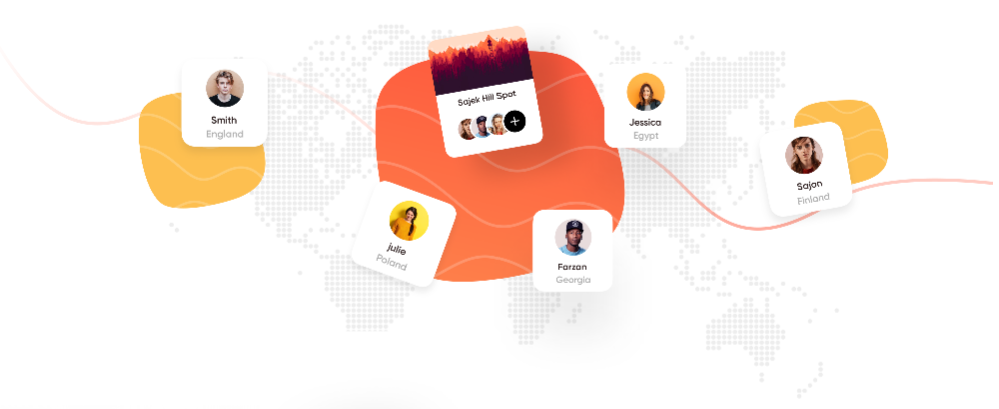 Smith
England
Sajek Hill Spot
Jessica
Egypt
Sajon
Finland
julie
Poland
Farzan
Georgia